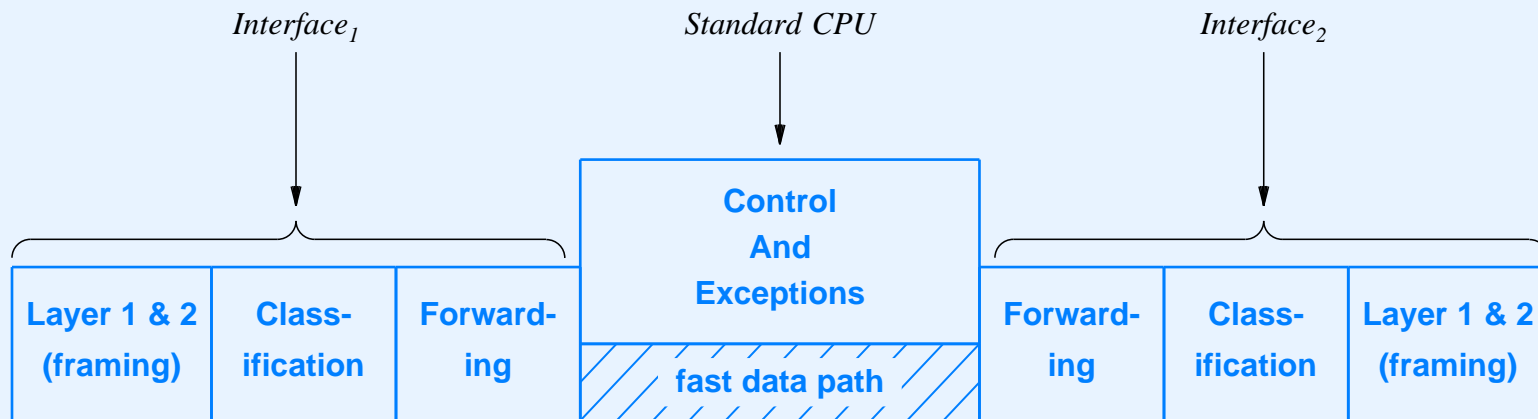 Interface1
Standard CPU
Interface2
Control
And
Exceptions
Layer 1 & 2
(framing)
Class-
ification
Forward-
ing
fast data path
Forward-
ing
Class-
ification
Layer 1 & 2
(framing)